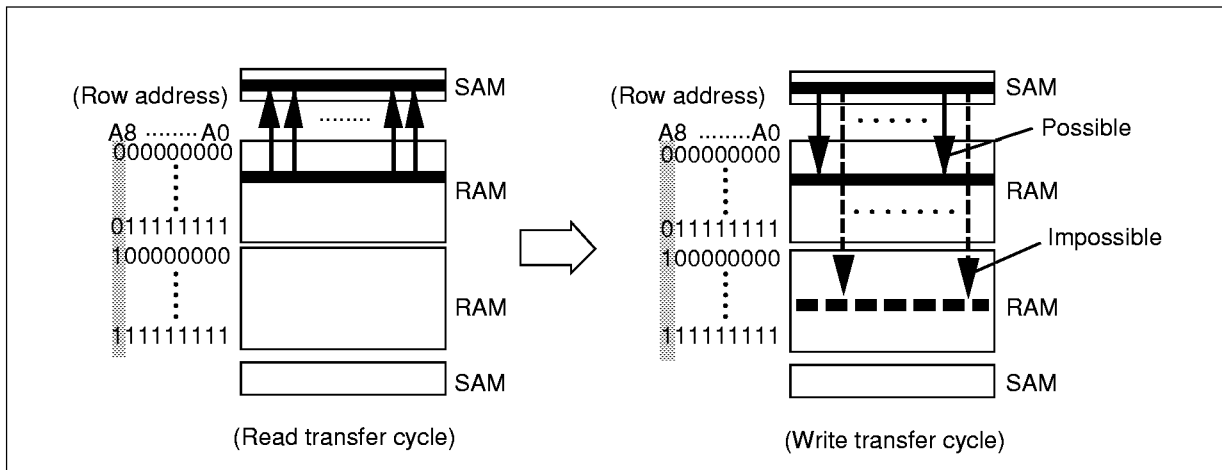 SAM
(Row address)
A8 ········ A0
000000000
RAM
011111111
100000000
RAM
111111111
SAM
(Read transfer cycle)
SAM
(Row address)
Possible
A8 ········ A0
000000000
RAM
011111111
Impossible
100000000
RAM
111111111
SAM
(Write transfer cycle)